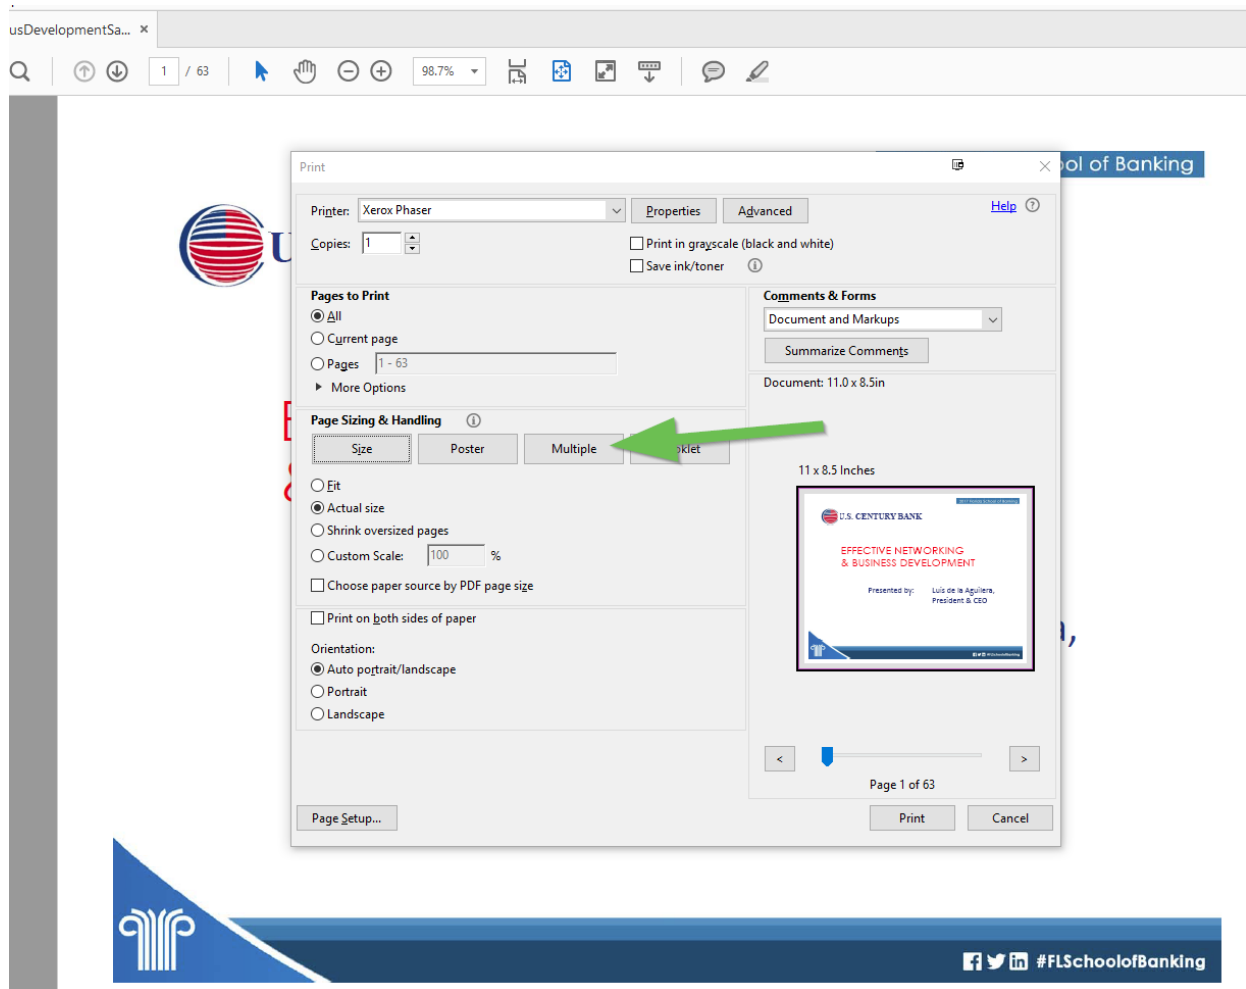 usDevelopmentSa... ×
1 / 63
98.7%
Print
ool of Banking
Printer: Xerox Phaser
Properties
Advanced
Help
Copies: 1
Print in grayscale (black and white)
Save ink/toner
Pages to Print
All
Current page
Pages 1 - 63
More Options
Comments & Forms
Document and Markups
Summarize Comments
Page Sizing & Handling
Size
Poster
Multiple
oklet
Fit
Actual size
Shrink oversized pages
Custom Scale: 100 %
Choose paper source by PDF page size
Print on both sides of paper
Orientation:
Auto portrait/landscape
Portrait
Landscape
Document: 11.0 x 8.5in
11 x 8.5 Inches
U.S. CENTURY BANK
EFFECTIVE NETWORKING
& BUSINESS DEVELOPMENT
Presented by: Luis de la Aguilera,
President & CEO
<
>
Page 1 of 63
Page Setup...
Print
Cancel
#FLSchoolofBanking